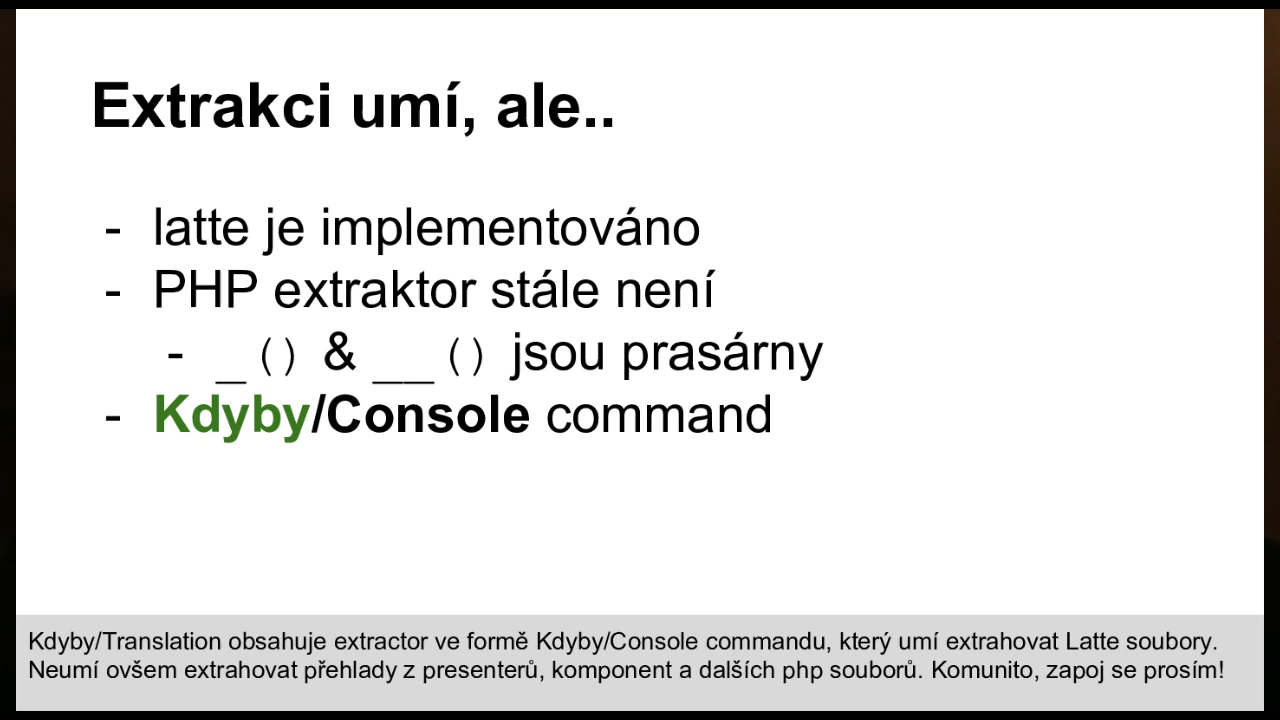 Extrakci umí, ale..
- latte je implementováno
- PHP extraktor stále není
- _() & __() jsou prasárny
- Kdyby/Console command
Kdyby/Translation obsahuje extractor ve formě Kdyby/Console commandu, který umí extrahovat Latte soubory.
Neumí ovšem extrahovat přehlady z presenterů, komponent a dalších php souborů. Komunito, zapoj se prosím!